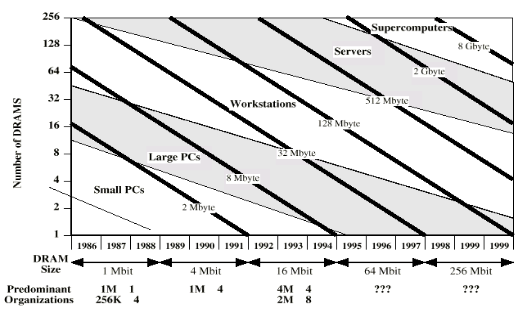 256
128
64
32
16
8
4
2
1
Number of DRAMS
Supercomputers
8 Gbyte
Servers
2 Gbyte
512 Mbyte
Workstations
128 Mbyte
32 Mbyte
Large PCs
8 Mbyte
Small PCs
2 Mbyte
1986 1987 1988 1989 1990 1991 1992 1993 1994 1995 1996 1997 1998 1999 1999
DRAM Size
1 Mbit 4 Mbit 16 Mbit 64 Mbit 256 Mbit
Predominant Organizations
1M 1 1M 4 4M 4 ??? ???
256K 4 2M 8